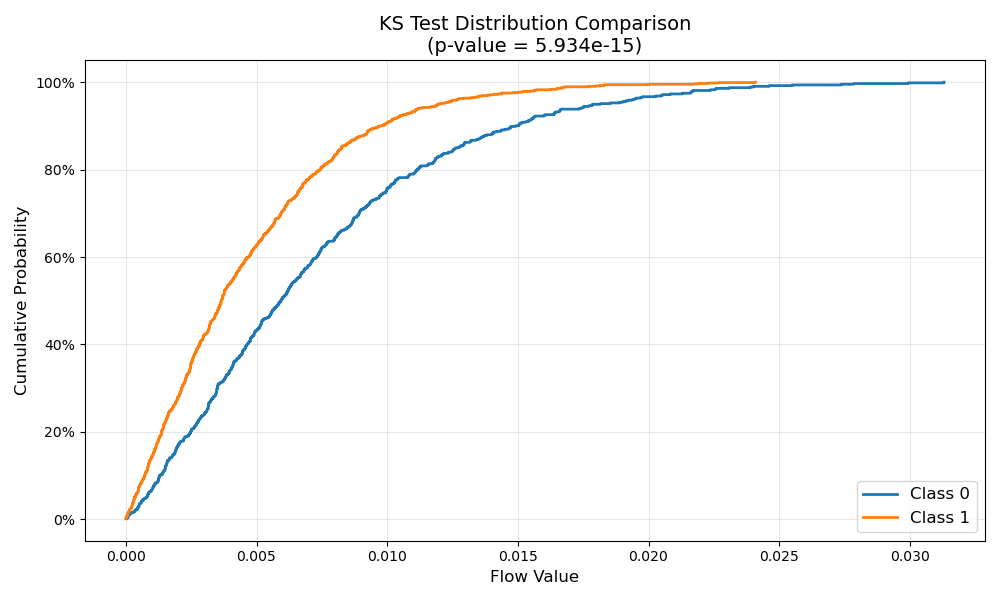 KS Test Distribution Comparison
(p-value = 5.934e-15)
Cumulative Probability
100%
80%
60%
40%
20%
0%
Class 0
Class 1
0.000 0.005 0.010 0.015 0.020 0.025 0.030
Flow Value